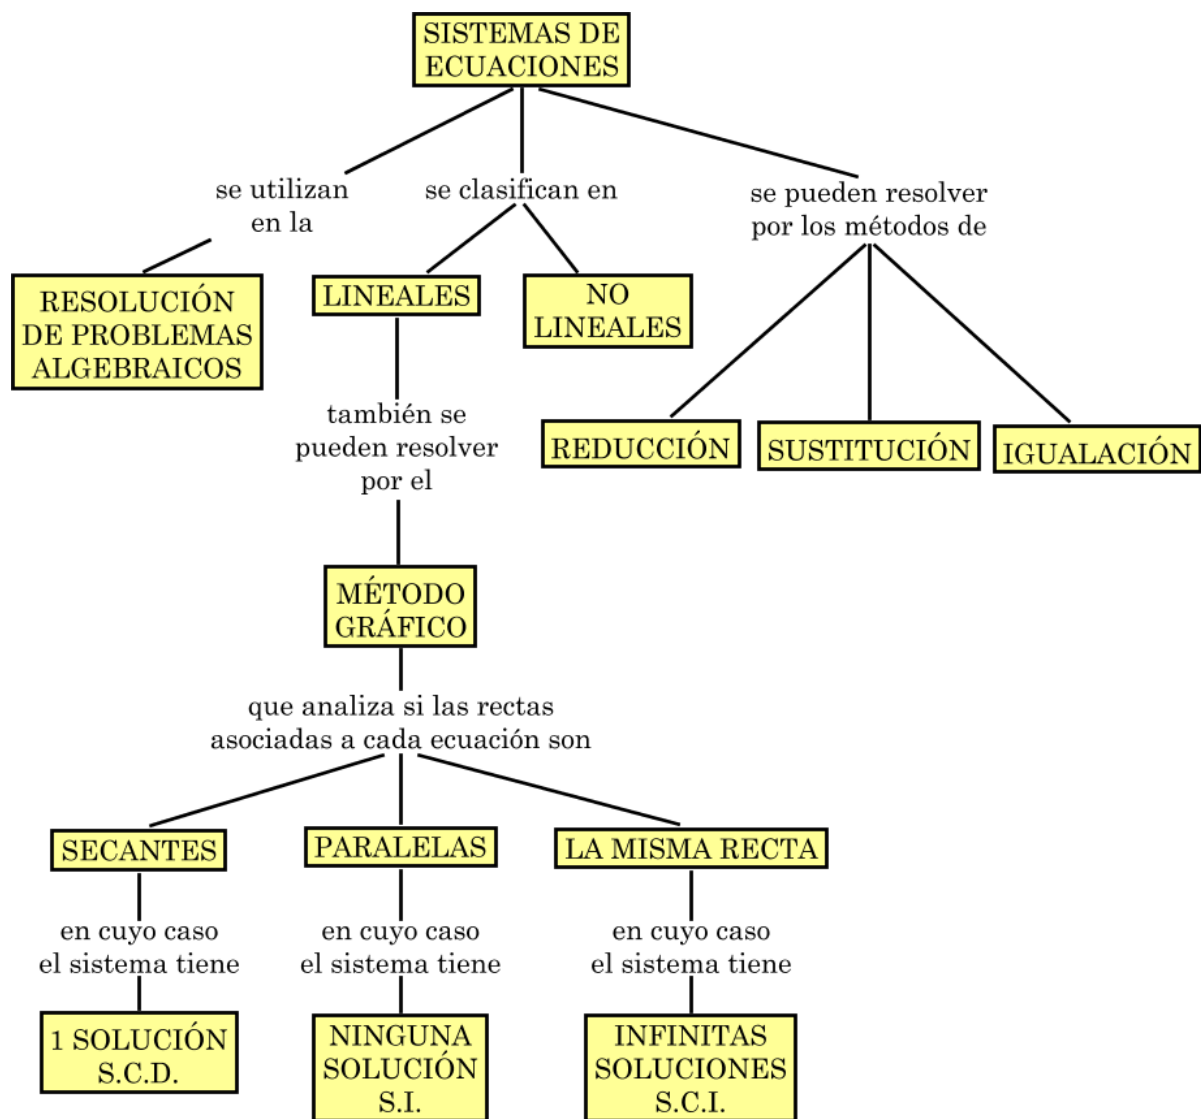 SISTEMAS DE
ECUACIONES
se utilizan
en la
se clasifican en
se pueden resolver
por los métodos de
RESOLUCIÓN
DE PROBLEMAS
ALGEBRAICOS
LINEALES
NO
LINEALES
también se
pueden resolver
por el
REDUCCIÓN
SUSTITUCIÓN
IGUALACIÓN
MÉTODO
GRÁFICO
que analiza si las rectas
asociadas a cada ecuación son
SECANTES
PARALELAS
LA MISMA RECTA
en cuyo caso
el sistema tiene
en cuyo caso
el sistema tiene
en cuyo caso
el sistema tiene
1 SOLUCIÓN
S.C.D.
NINGUNA
SOLUCIÓN
S.I.
INFINITAS
SOLUCIONES
S.C.I.